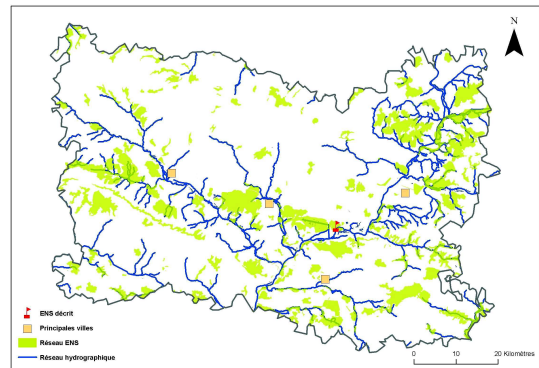 N
ENS décrit
Principales villes
Réseau ENS
Réseau hydrographique
0 10 20 Kilomètres